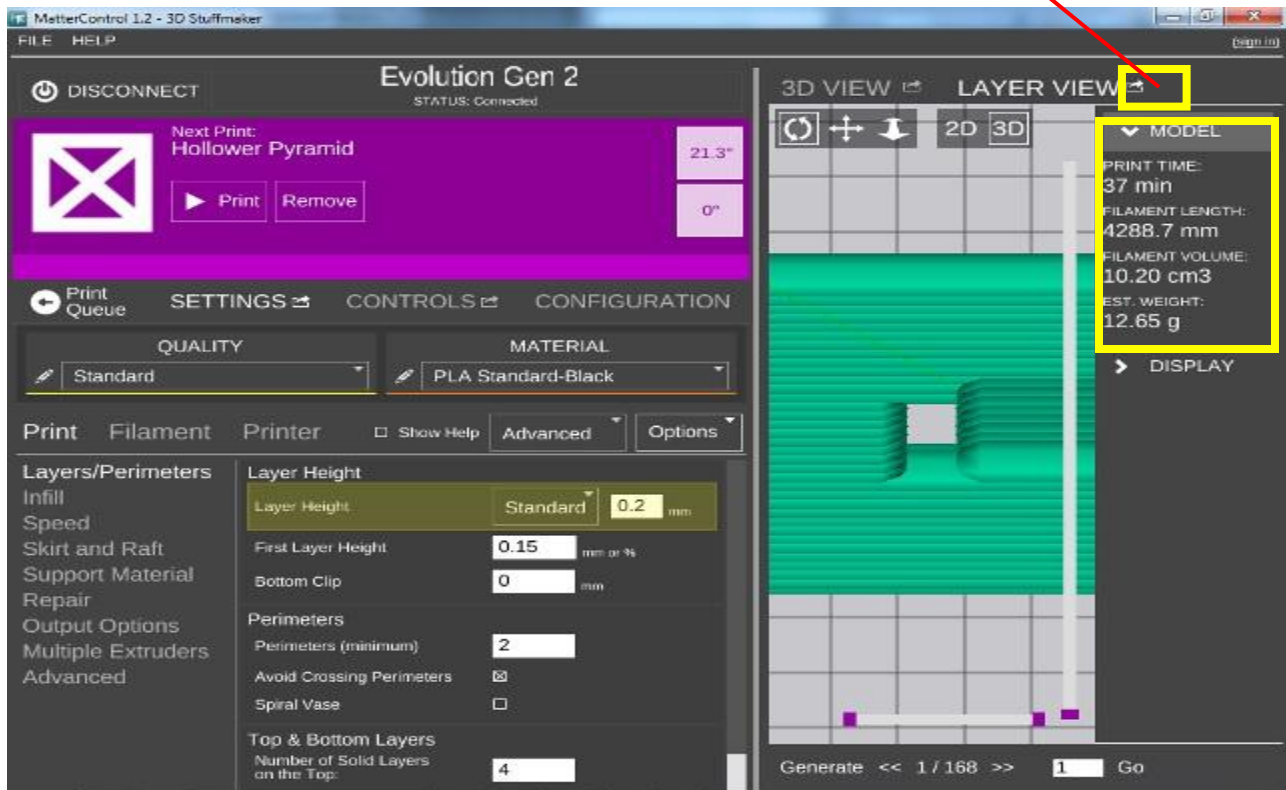 MatterControl 1.2 - 3D Stuffmaker
FILE HELP
(sign in)
DISCONNECT
Evolution Gen 2
STATUS: Connected
Next Print:
Hollower Pyramid
Print Remove
21.3°
0°
Print
Queue
SETTINGS CONTROLS CONFIGURATION
QUALITY
Standard
MATERIAL
PLA Standard-Black
Print Filament Printer Show Help Advanced Options
Layers/Perimeters
Infill
Speed
Skirt and Raft
Support Material
Repair
Output Options
Multiple Extruders
Advanced
Layer Height
Layer Height Standard 0.2 mm
First Layer Height 0.15 mm or %
Bottom Clip 0 mm
Perimeters
Perimeters (minimum) 2
Avoid Crossing Perimeters
Spiral Vase
Top & Bottom Layers
Number of Solid Layers
on the Top: 4
3D VIEW LAYER VIEW
2D 3D
MODEL
PRINT TIME:
37 min
FILAMENT LENGTH:
4288.7 mm
FILAMENT VOLUME:
10.20 cm3
EST. WEIGHT:
12.65 g
DISPLAY
Generate << 1 / 168 >> 1 Go